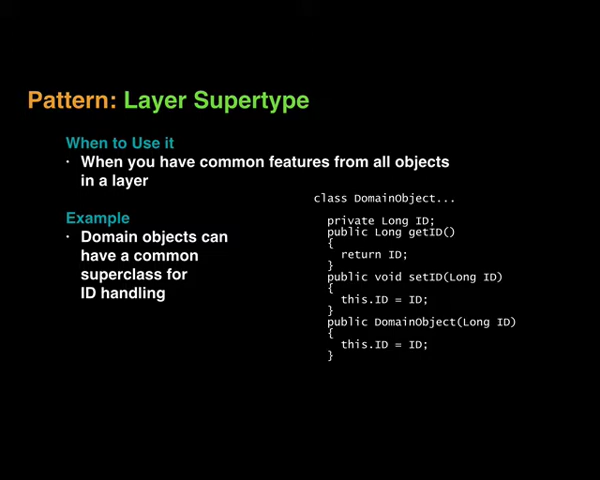 Pattern: Layer Supertype
When to Use it
· When you have common features from all objects
in a layer
Example
· Domain objects can
have a common
superclass for
ID handling
class DomainObject...
private Long ID;
public Long getID()
{
return ID;
}
public void setID(Long ID)
{
this.ID = ID;
}
public DomainObject(Long ID)
{
this.ID = ID;
}